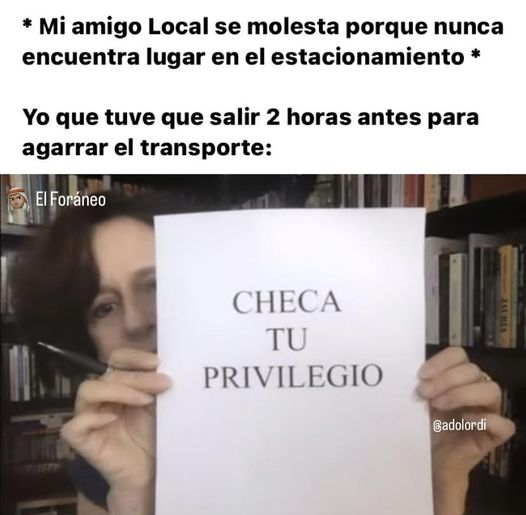 * Mi amigo Local se molesta porque nunca
encuentra lugar en el estacionamiento *
Yo que tuve que salir 2 horas antes para
agarrar el transporte:
El Foráneo
CHECA
TU
PRIVILEGIO
@adolordi